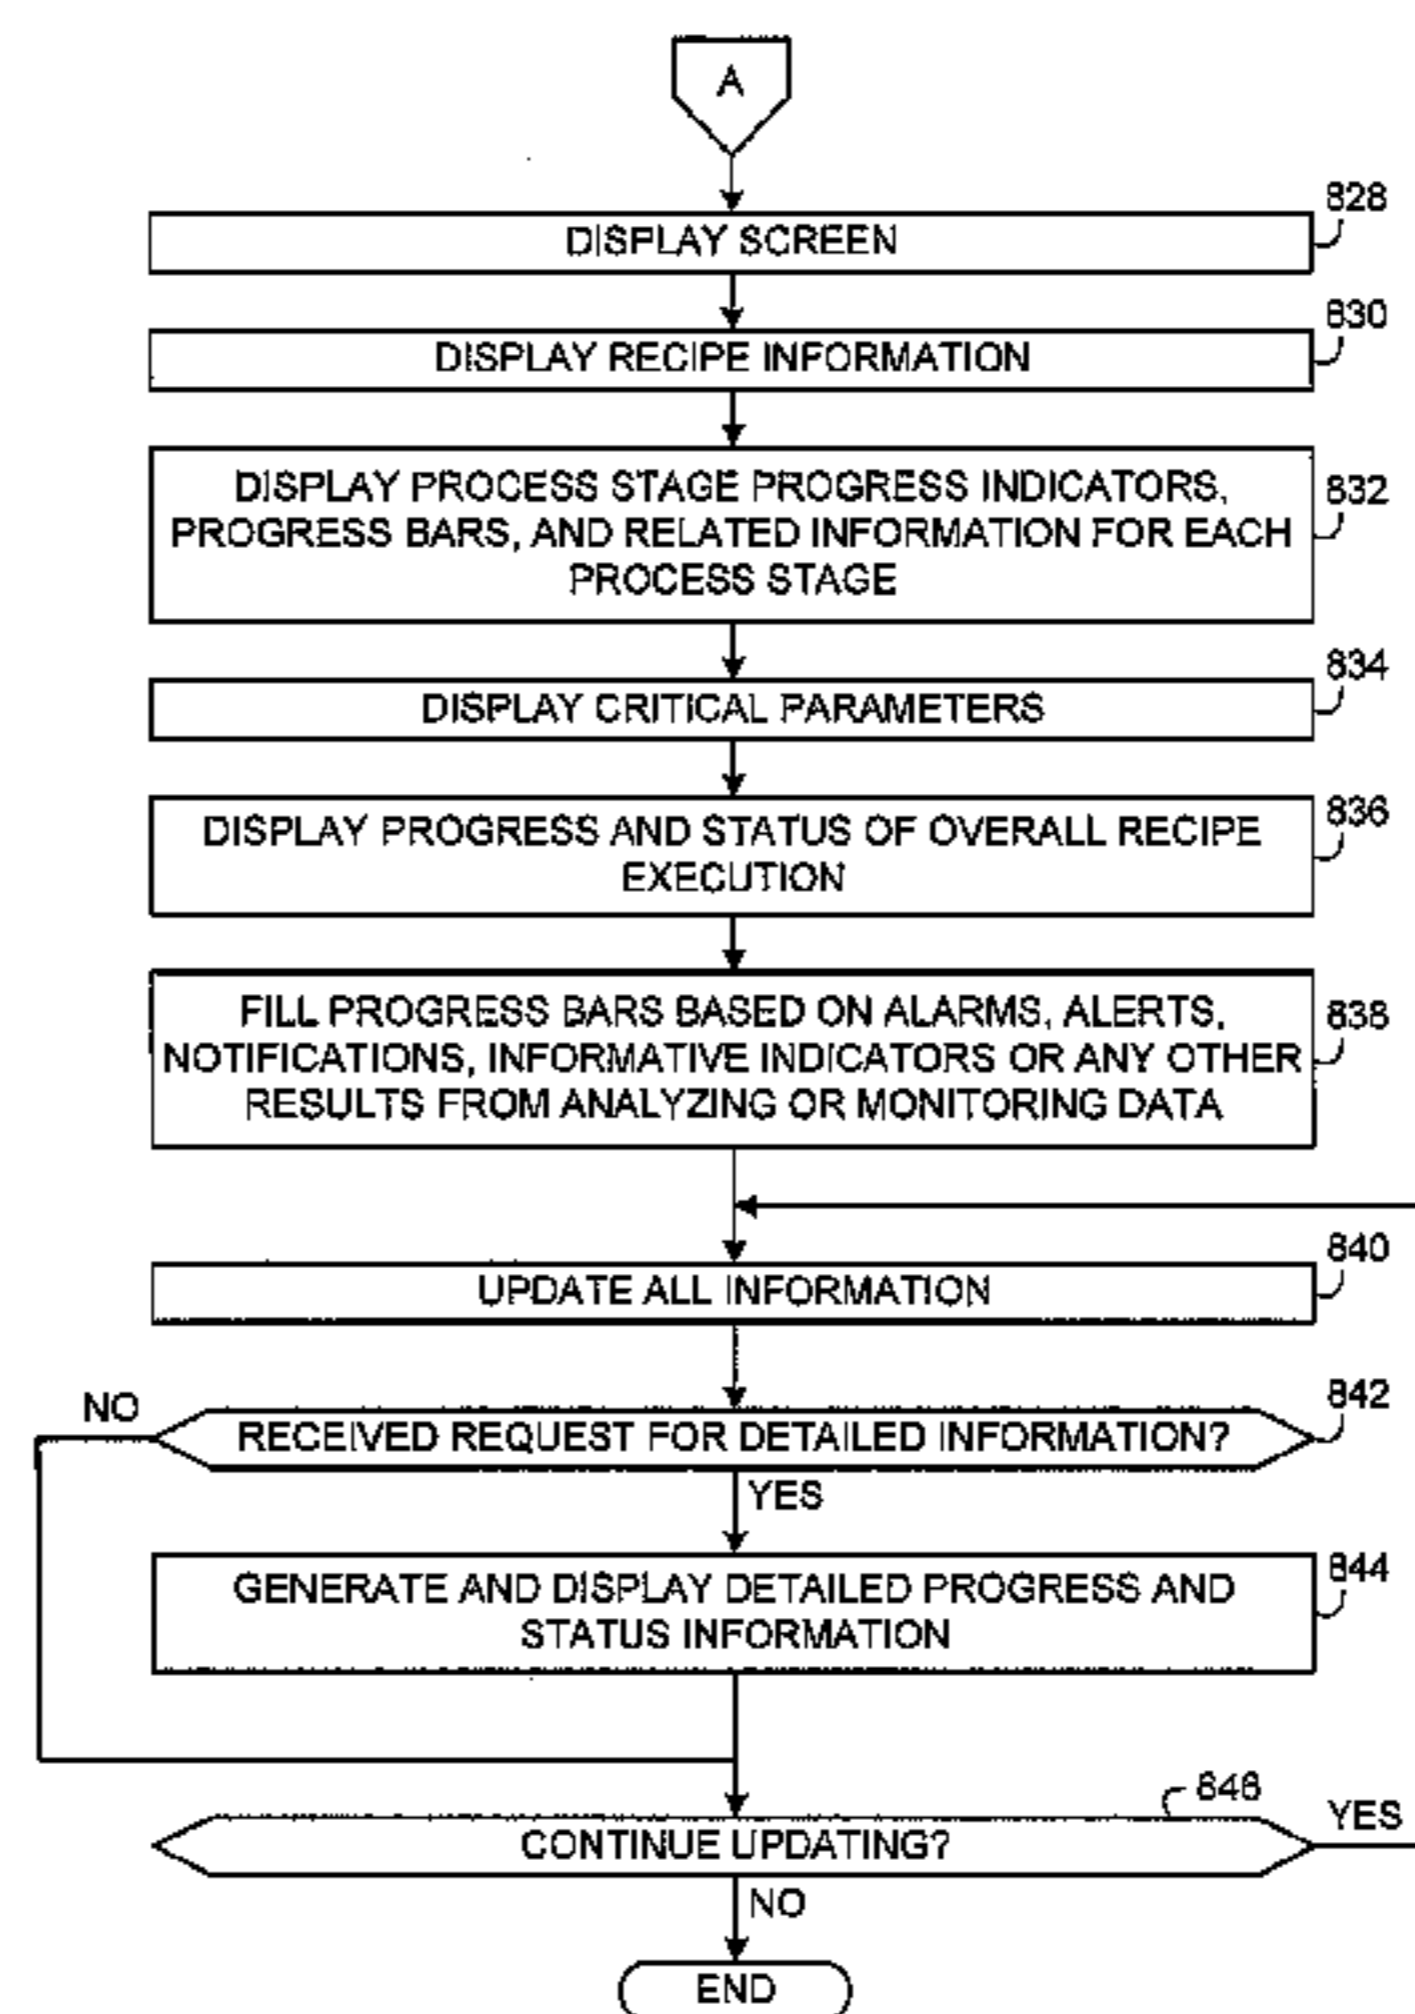 A
828
DISPLAY SCREEN
830
DISPLAY RECIPE INFORMATION
832
DISPLAY PROCESS STAGE PROGRESS INDICATORS,
PROGRESS BARS, AND RELATED INFORMATION FOR EACH
PROCESS STAGE
834
DISPLAY CRITICAL PARAMETERS
836
DISPLAY PROGRESS AND STATUS OF OVERALL RECIPE
EXECUTION
838
FILL PROGRESS BARS BASED ON ALARMS, ALERTS,
NOTIFICATIONS, INFORMATIVE INDICATORS OR ANY OTHER
RESULTS FROM ANALYZING OR MONITORING DATA
840
UPDATE ALL INFORMATION
842
NO
RECEIVED REQUEST FOR DETAILED INFORMATION?
YES
844
GENERATE AND DISPLAY DETAILED PROGRESS AND
STATUS INFORMATION
846
YES
CONTINUE UPDATING?
NO
END